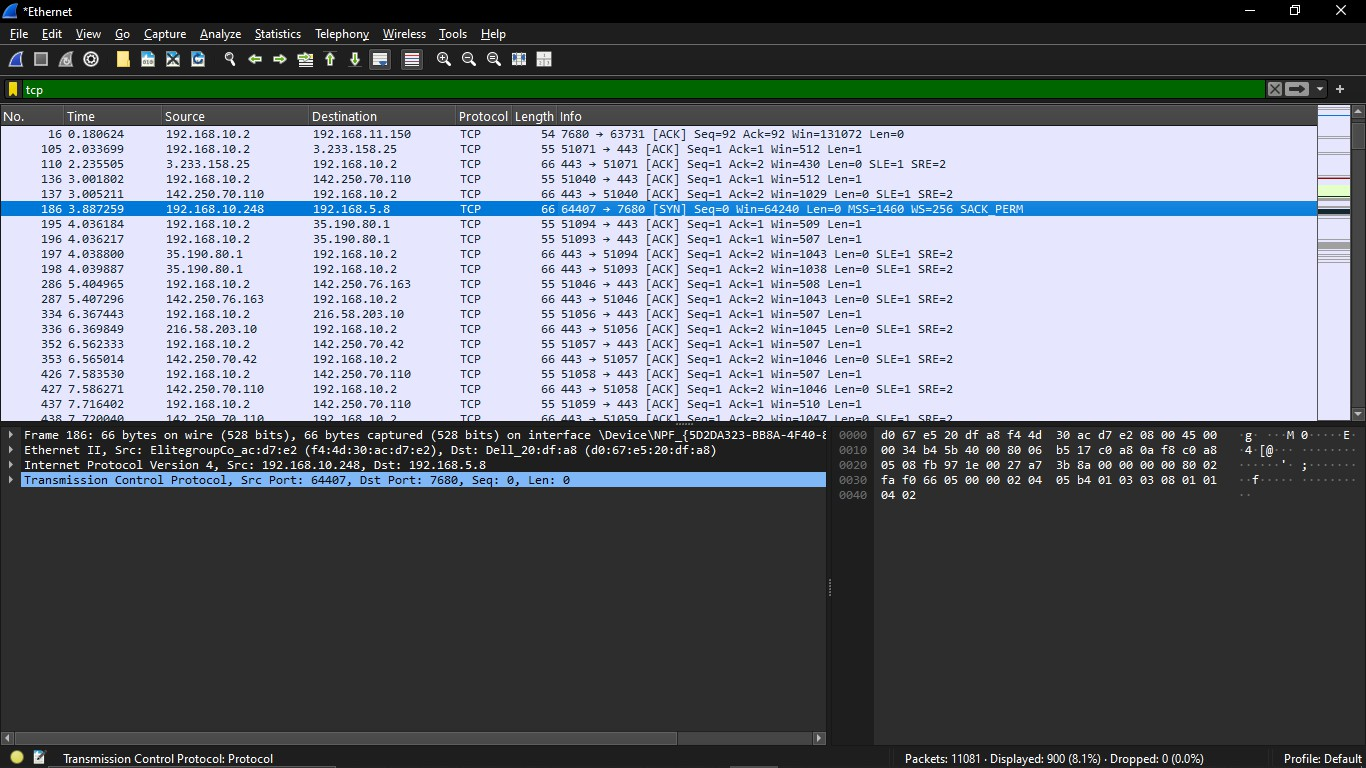 *Ethernet
File Edit View Go Capture Analyze Statistics Telephony Wireless Tools Help
tcp
No. Time Source Destination Protocol Length Info
16 0.180624 192.168.10.2 192.168.11.150 TCP 54 7680 → 63731 [ACK] Seq=92 Ack=92 Win=131072 Len=0
105 2.033699 192.168.10.2 3.233.158.25 TCP 55 51071 → 443 [ACK] Seq=1 Ack=1 Win=512 Len=1
110 2.235505 3.233.158.25 192.168.10.2 TCP 66 443 → 51071 [ACK] Seq=1 Ack=2 Win=430 Len=0 SLE=1 SRE=2
136 3.001802 192.168.10.2 142.250.70.110 TCP 55 51040 → 443 [ACK] Seq=1 Ack=1 Win=512 Len=1
137 3.005211 142.250.70.110 192.168.10.2 TCP 66 443 → 51040 [ACK] Seq=1 Ack=2 Win=1029 Len=0 SLE=1 SRE=2
186 3.887259 192.168.10.248 192.168.5.8 TCP 66 64407 → 7680 [SYN] Seq=0 Win=64240 Len=0 MSS=1460 WS=256 SACK_PERM
195 4.036184 192.168.10.2 35.190.80.1 TCP 55 51094 → 443 [ACK] Seq=1 Ack=1 Win=509 Len=1
196 4.036217 192.168.10.2 35.190.80.1 TCP 55 51093 → 443 [ACK] Seq=1 Ack=1 Win=507 Len=1
197 4.038800 35.190.80.1 192.168.10.2 TCP 66 443 → 51094 [ACK] Seq=1 Ack=2 Win=1043 Len=0 SLE=1 SRE=2
198 4.039887 35.190.80.1 192.168.10.2 TCP 66 443 → 51093 [ACK] Seq=1 Ack=2 Win=1038 Len=0 SLE=1 SRE=2
286 5.404965 192.168.10.2 142.250.76.163 TCP 55 51046 → 443 [ACK] Seq=1 Ack=1 Win=508 Len=1
287 5.407296 142.250.76.163 192.168.10.2 TCP 66 443 → 51046 [ACK] Seq=1 Ack=2 Win=1043 Len=0 SLE=1 SRE=2
334 6.367443 192.168.10.2 216.58.203.10 TCP 55 51056 → 443 [ACK] Seq=1 Ack=1 Win=507 Len=1
336 6.369849 216.58.203.10 192.168.10.2 TCP 66 443 → 51056 [ACK] Seq=1 Ack=2 Win=1045 Len=0 SLE=1 SRE=2
352 6.562333 192.168.10.2 142.250.70.42 TCP 55 51057 → 443 [ACK] Seq=1 Ack=1 Win=507 Len=1
353 6.565014 142.250.70.42 192.168.10.2 TCP 66 443 → 51057 [ACK] Seq=1 Ack=2 Win=1046 Len=0 SLE=1 SRE=2
426 7.583530 192.168.10.2 142.250.70.110 TCP 55 51058 → 443 [ACK] Seq=1 Ack=1 Win=507 Len=1
427 7.586271 142.250.70.110 192.168.10.2 TCP 66 443 → 51058 [ACK] Seq=1 Ack=2 Win=1046 Len=0 SLE=1 SRE=2
437 7.716402 192.168.10.2 142.250.70.110 TCP 55 51059 → 443 [ACK] Seq=1 Ack=1 Win=510 Len=1
438 7.720040 142.250.70.110 192.168.10.2 TCP 66 443 → 51059 [ACK] Seq=1 Ack=2 Win=1047 Len=0 SLE=1 SRE=2
Frame 186: 66 bytes on wire (528 bits), 66 bytes captured (528 bits) on interface \Device\NPF_{5D2DA323-BB8A-4F40-8
Ethernet II, Src: ElitegroupCo_ac:d7:e2 (f4:4d:30:ac:d7:e2), Dst: Dell_20:df:a8 (d0:67:e5:20:df:a8)
Internet Protocol Version 4, Src: 192.168.10.248, Dst: 192.168.5.8
Transmission Control Protocol, Src Port: 64407, Dst Port: 7680, Seq: 0, Len: 0
0000 d0 67 e5 20 df a8 f4 4d 30 ac d7 e2 08 00 45 00 ·g· ···M 0·····E·
0010 00 34 b4 5b 40 00 80 06 b5 17 c0 a8 0a f8 c0 a8 ·4·[@··· ········
0020 05 08 fb 97 1e 00 27 a7 3b 8a 00 00 00 00 80 02 ······'· ;·······
0030 fa f0 66 05 00 00 02 04 05 b4 01 03 03 08 01 01 ··f····· ········
0040 04 02 ··
Transmission Control Protocol: Protocol
Packets: 11081 · Displayed: 900 (8.1%) · Dropped: 0 (0.0%)
Profile: Default